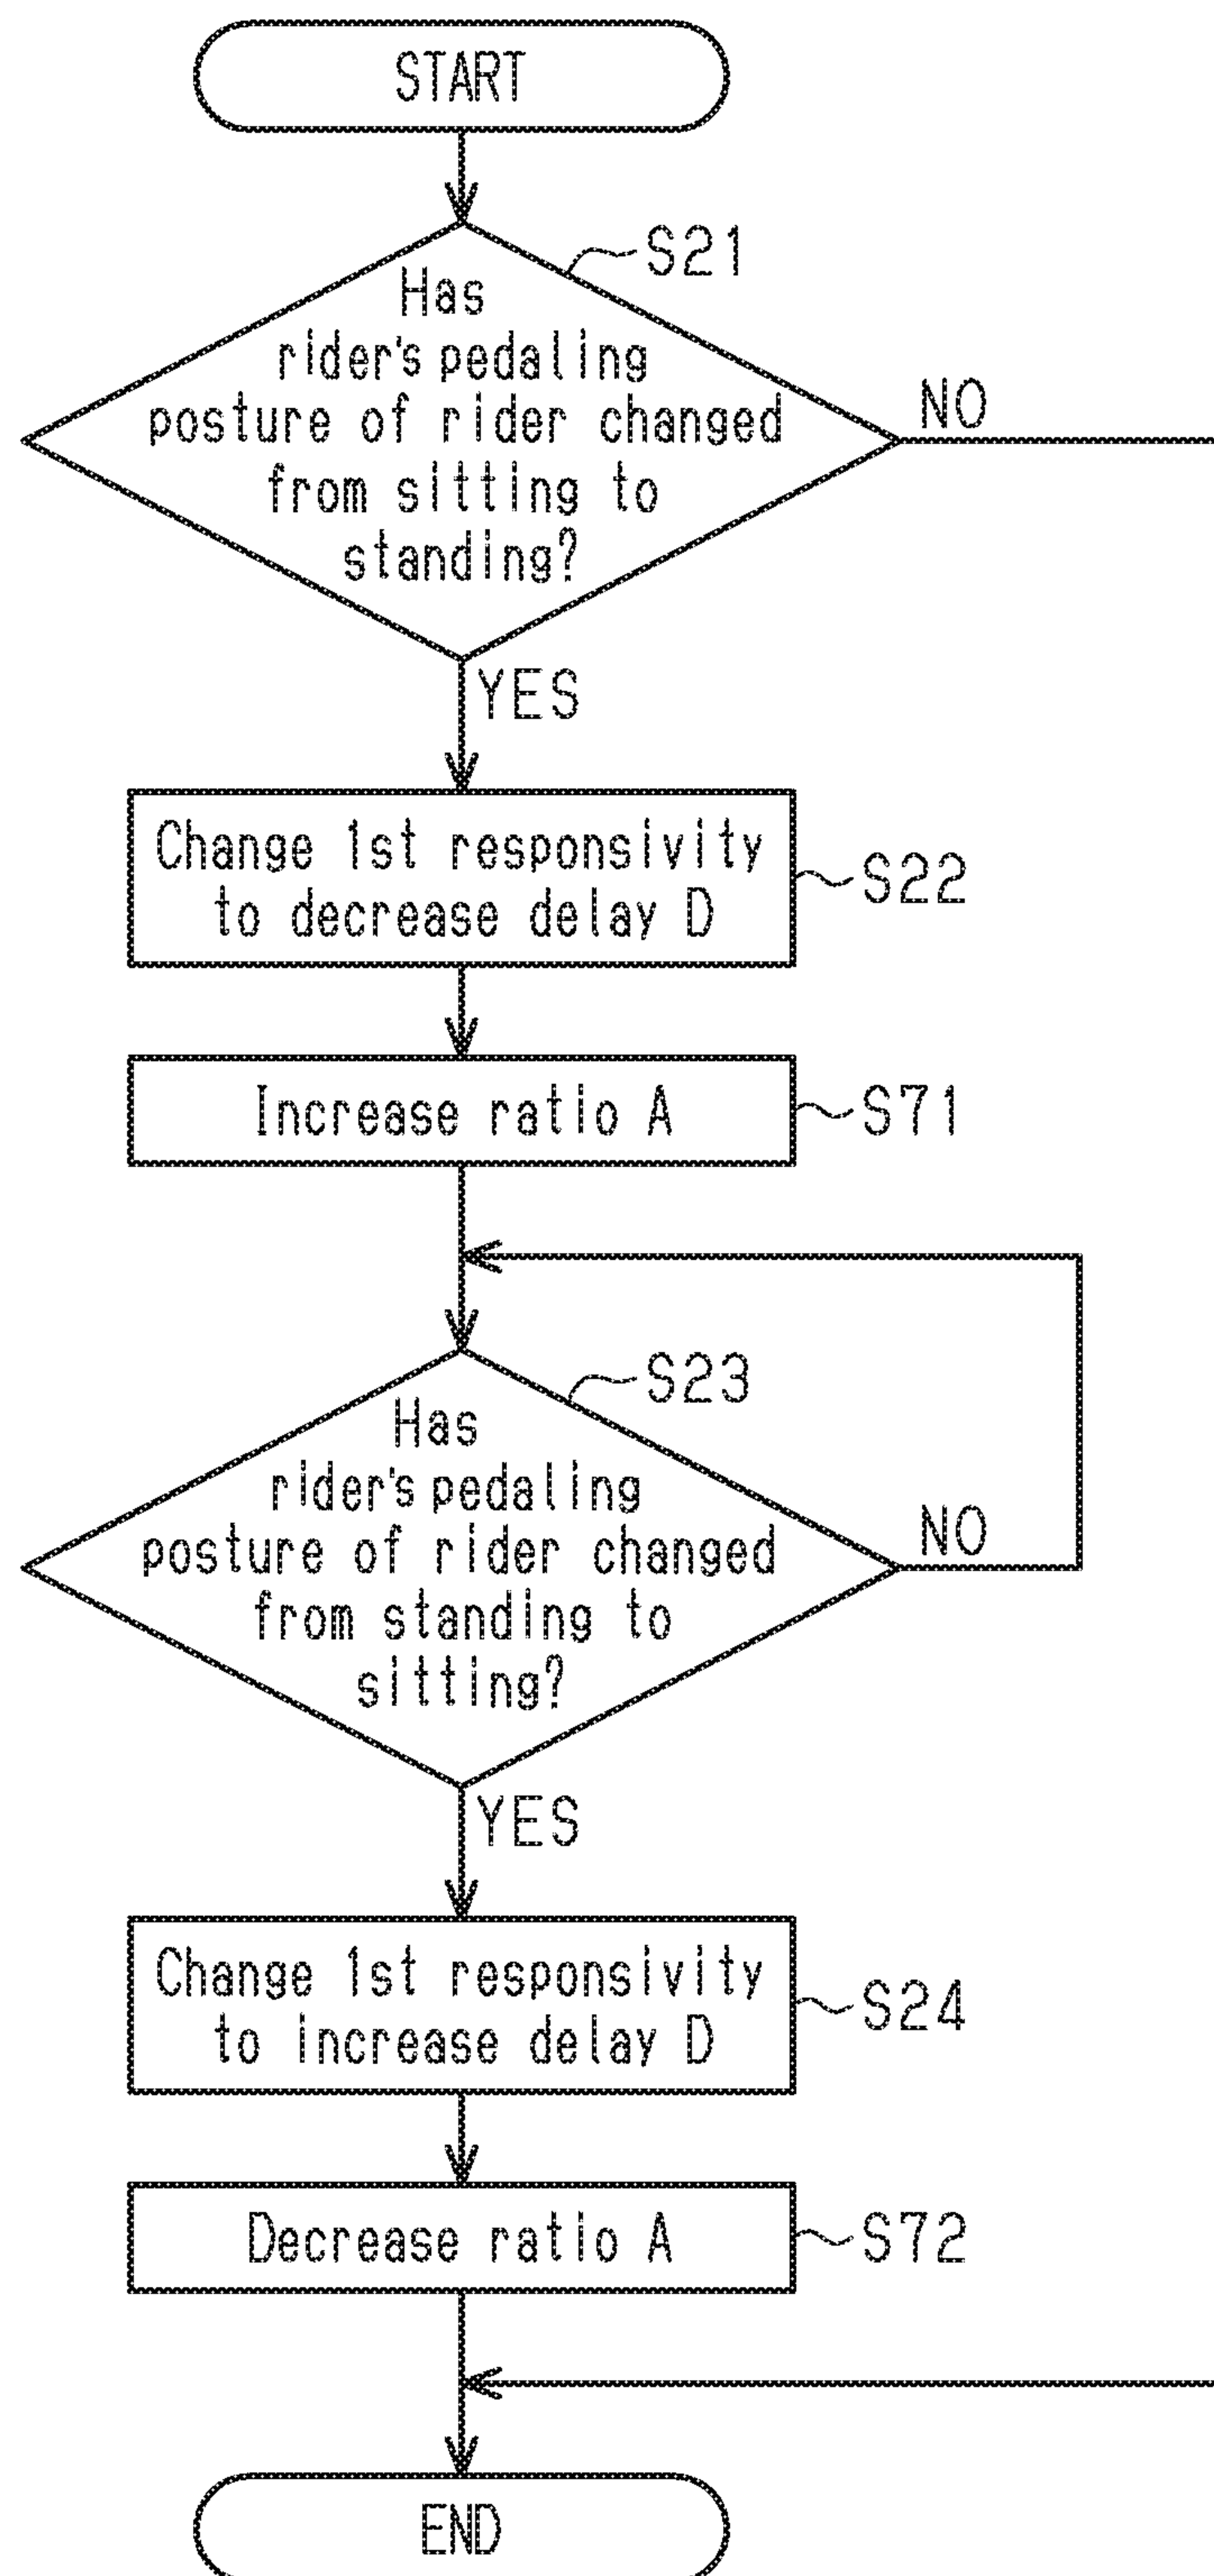 START
S21
Has
rider's pedaling
posture of rider changed
from sitting to
standing?
NO
YES
Change 1st responsivity
to decrease delay D
S22
Increase ratio A
S71
S23
Has
rider's pedaling
posture of rider changed
from standing to
sitting?
NO
YES
Change 1st responsivity
to increase delay D
S24
Decrease ratio A
S72
END